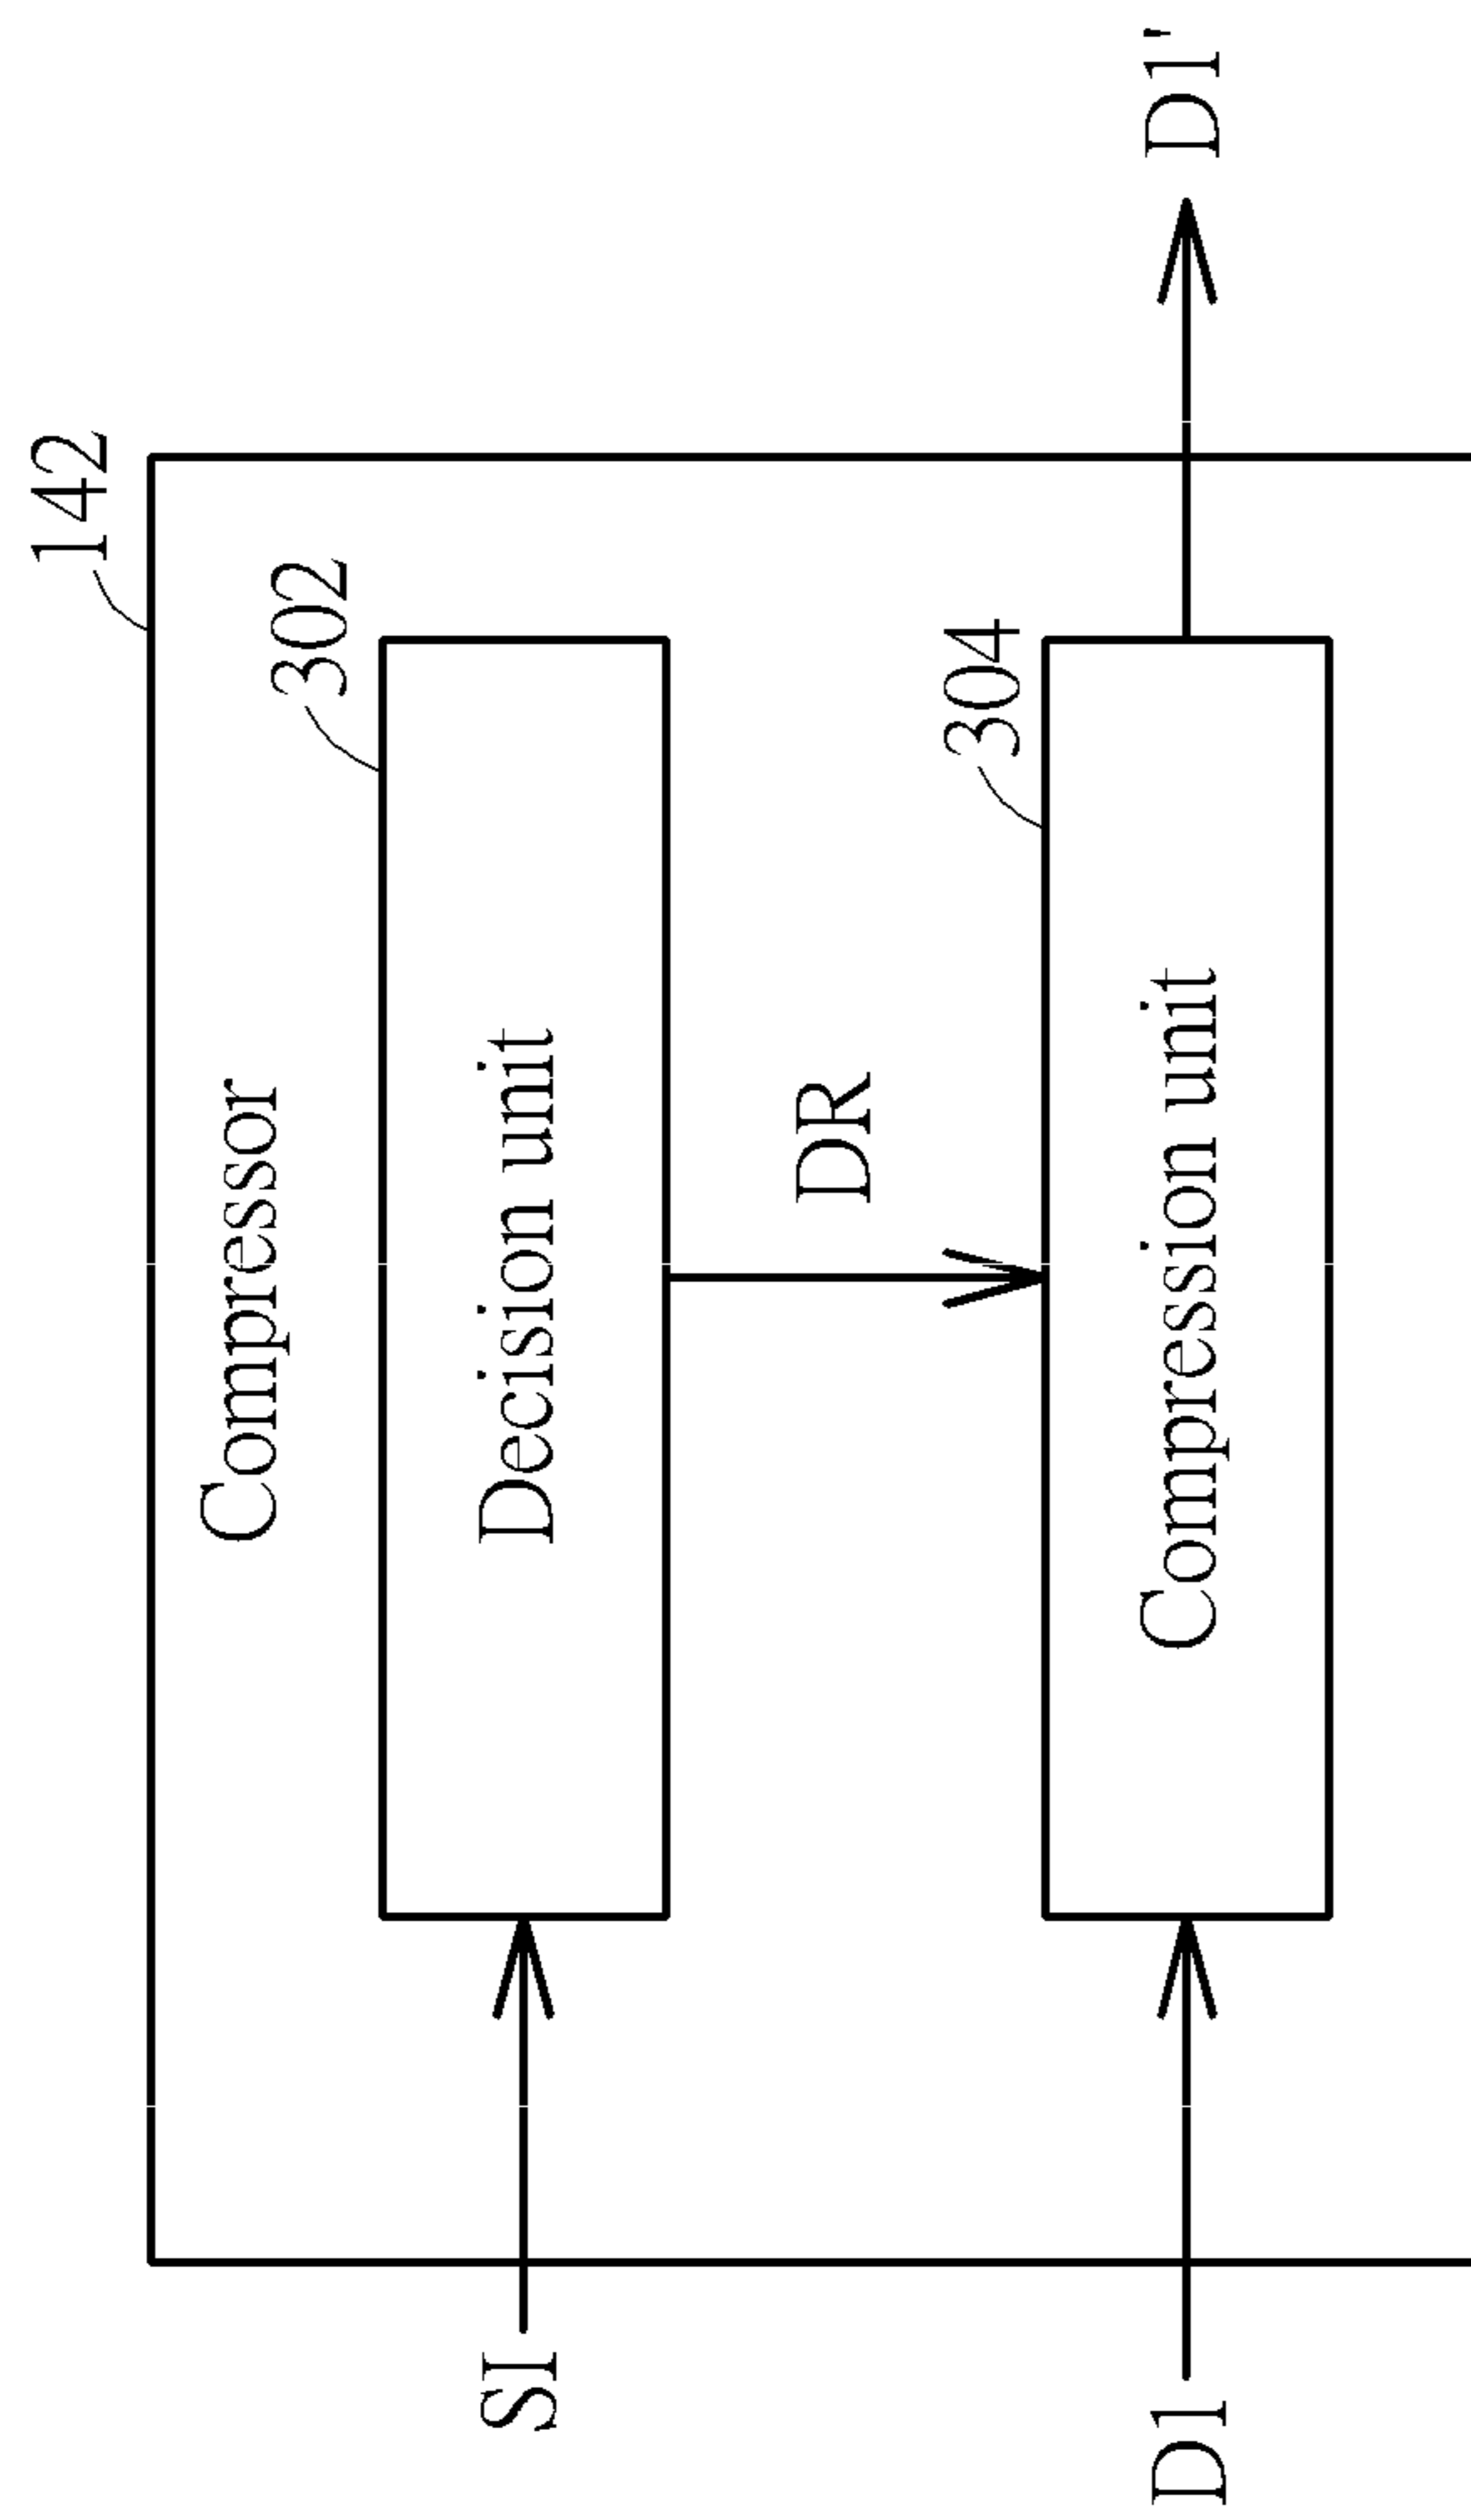 142
Compressor
302
SI
Decision unit
DR
304
D1
Compression unit
D1'